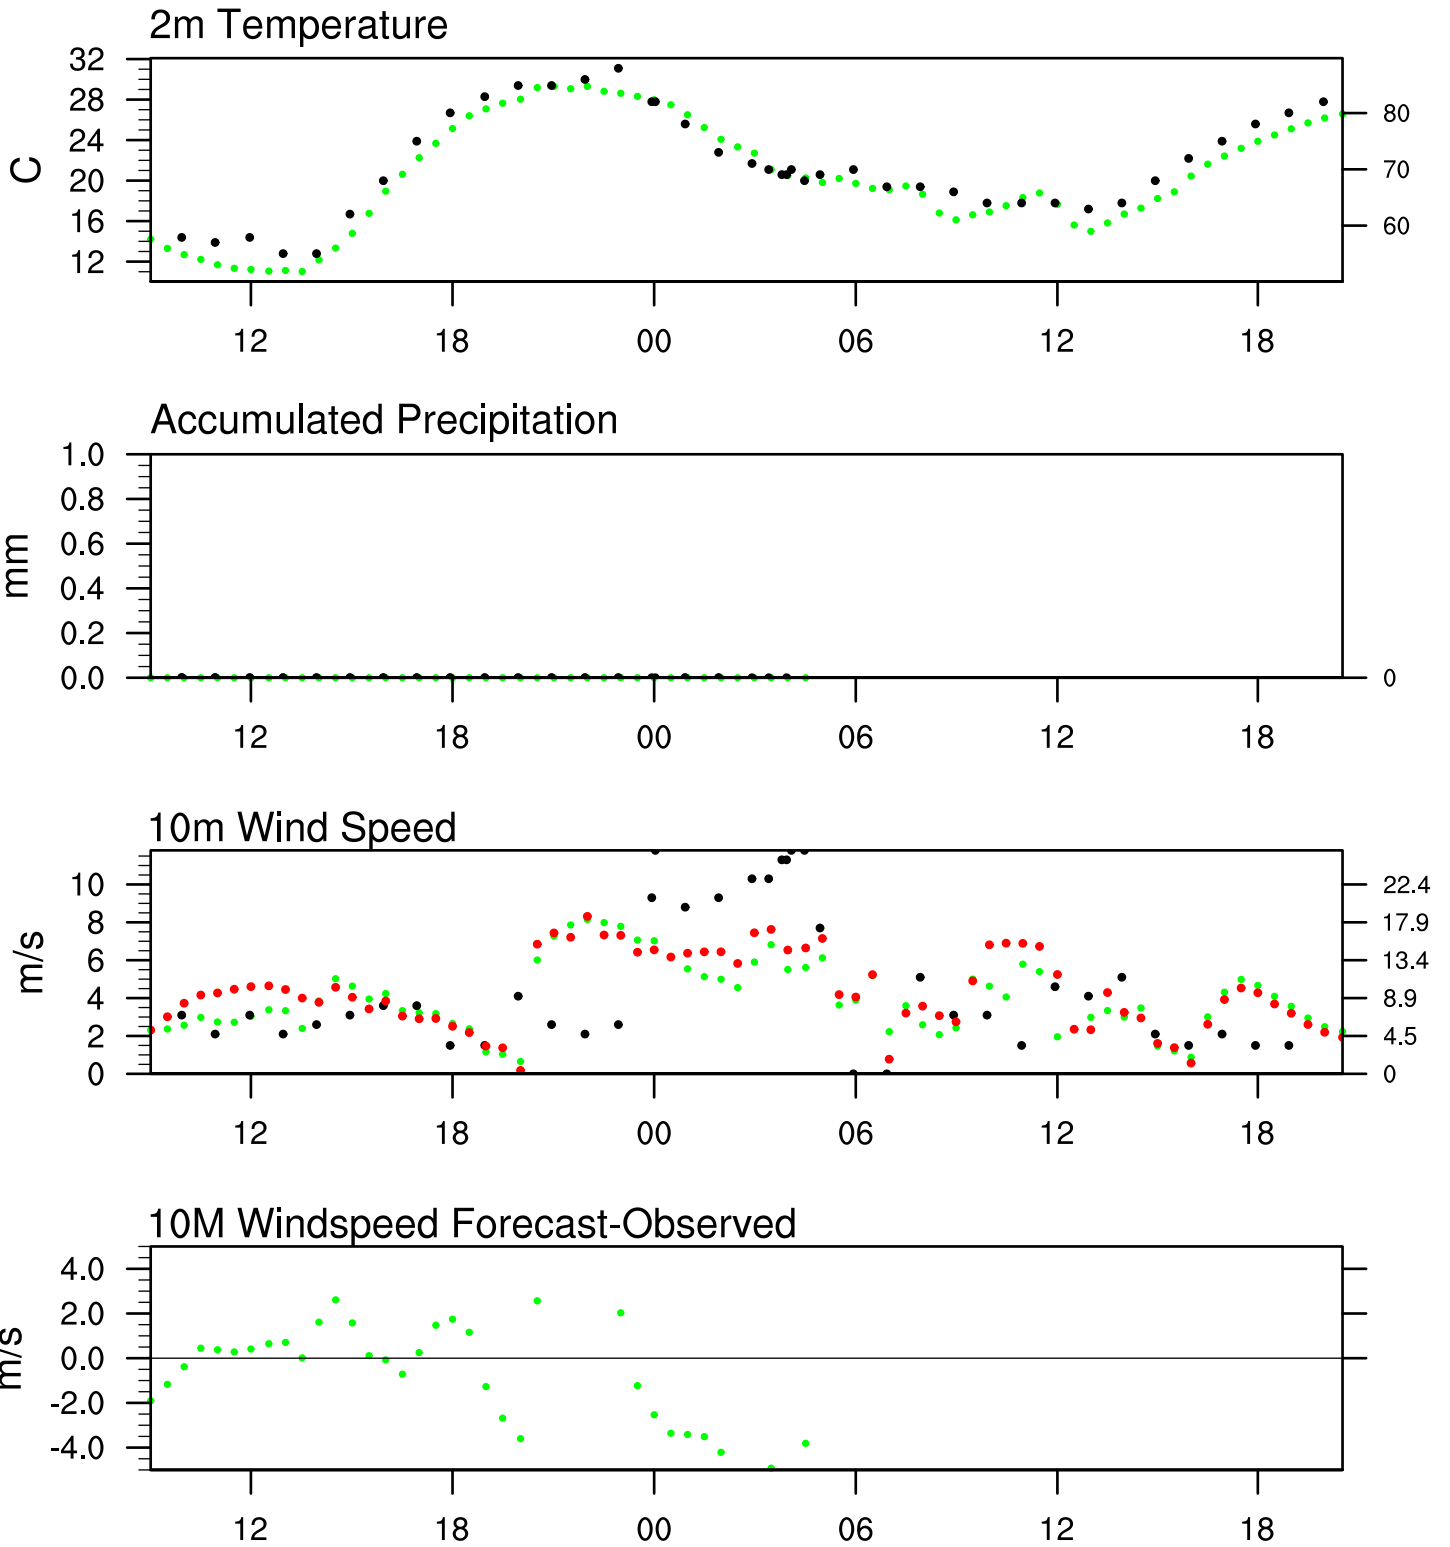 2m Temperature
32
28
24
20
16
12
C
80
70
60
12 18 00 06 12 18
Accumulated Precipitation
1.0
0.8
0.6
0.4
0.2
0.0
mm
0
12 18 00 06 12 18
10m Wind Speed
10
8
6
4
2
0
m/s
22.4
17.9
13.4
8.9
4.5
0
12 18 00 06 12 18
10M Windspeed Forecast-Observed
4.0
2.0
0.0
-2.0
-4.0
m/s
12 18 00 06 12 18